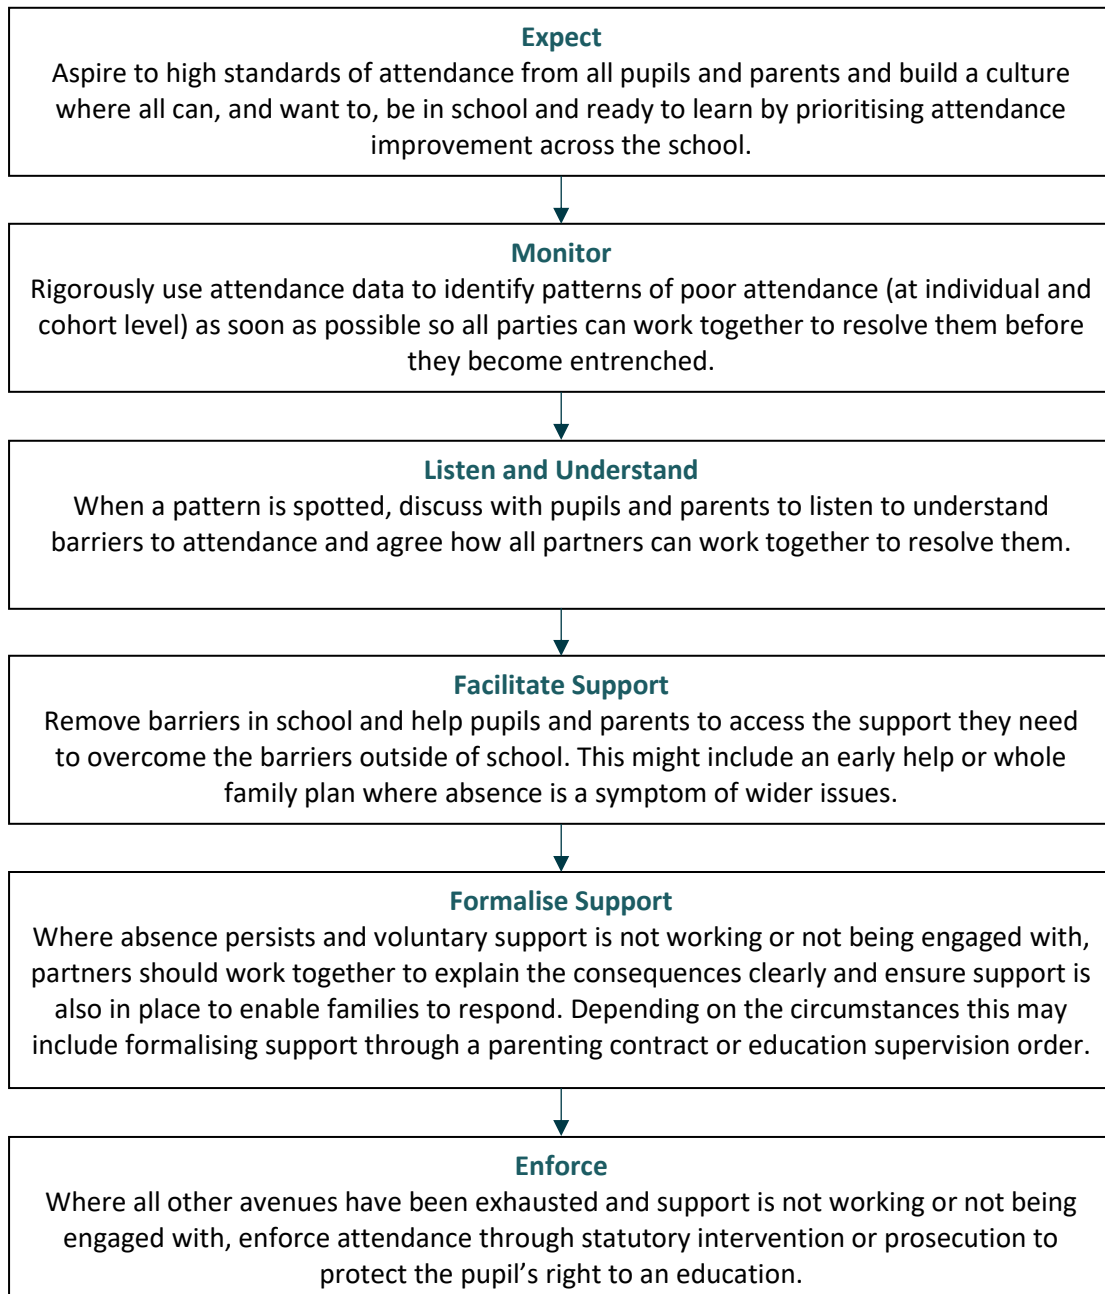 Expect
Aspire to high standards of attendance from all pupils and parents and build a culture
where all can, and want to, be in school and ready to learn by prioritising attendance
improvement across the school.
Monitor
Rigorously use attendance data to identify patterns of poor attendance (at individual and
cohort level) as soon as possible so all parties can work together to resolve them before
they become entrenched.
Listen and Understand
When a pattern is spotted, discuss with pupils and parents to listen to understand
barriers to attendance and agree how all partners can work together to resolve them.
Facilitate Support
Remove barriers in school and help pupils and parents to access the support they need
to overcome the barriers outside of school. This might include an early help or whole
family plan where absence is a symptom of wider issues.
Formalise Support
Where absence persists and voluntary support is not working or not being engaged with,
partners should work together to explain the consequences clearly and ensure support is
also in place to enable families to respond. Depending on the circumstances this may
include formalising support through a parenting contract or education supervision order.
Enforce
Where all other avenues have been exhausted and support is not working or not being
engaged with, enforce attendance through statutory intervention or prosecution to
protect the pupil’s right to an education.